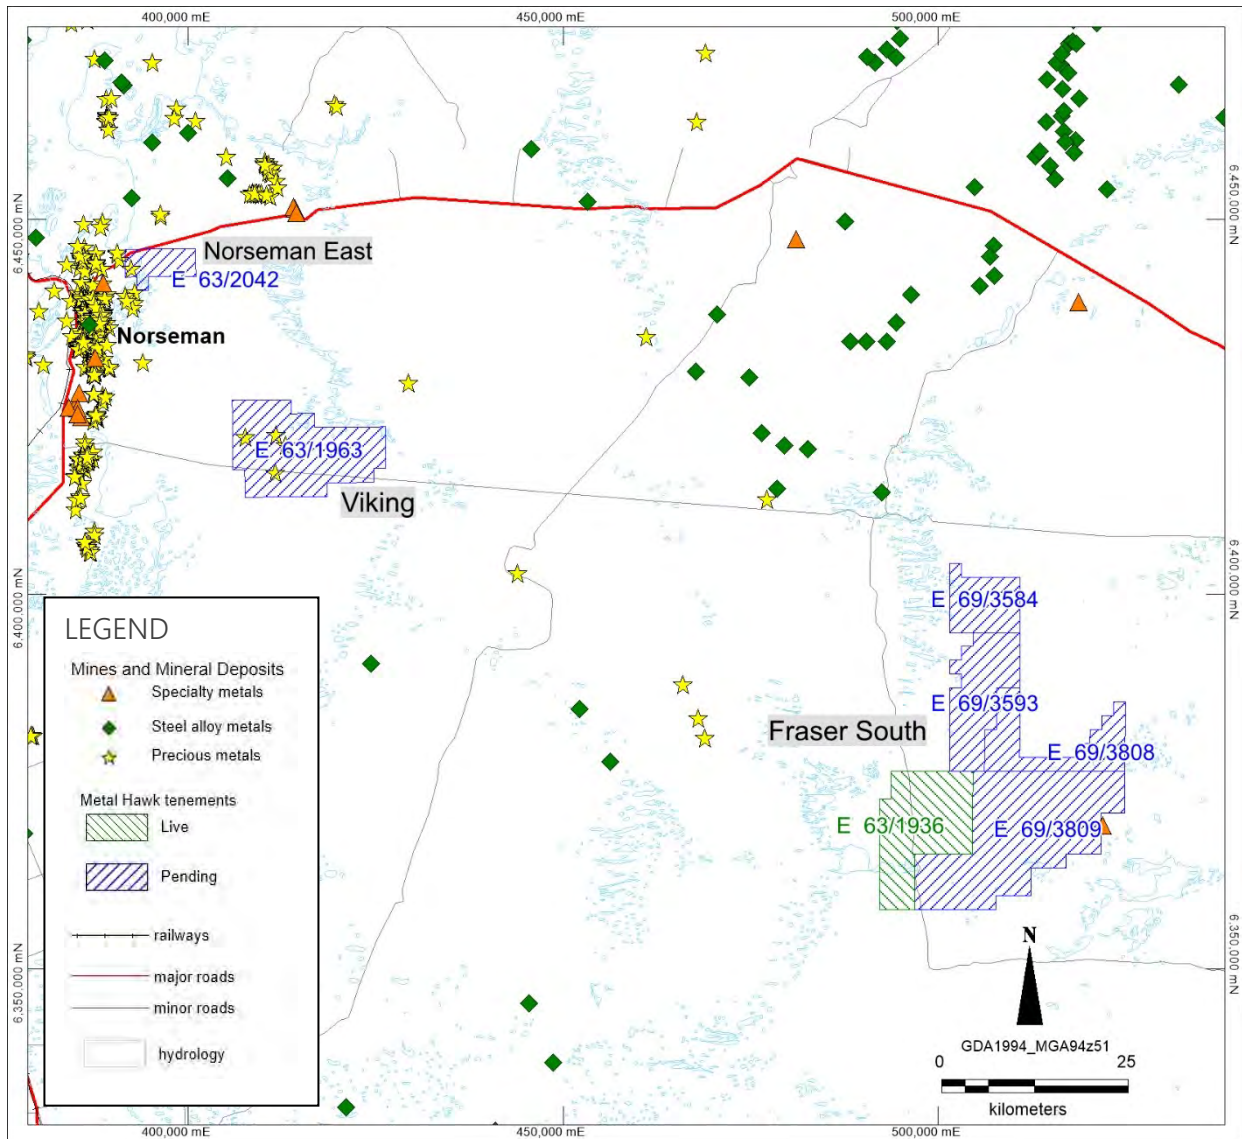 400,000 mE
450,000 mE
500,000 mE
6,450,000 mN
6,450,000 mN
Norseman East
E 63/2042
Norseman
E 63/1963
Viking
6,400,000 mN
6,400,000 mN
E 69/3584
E 69/3593
Fraser South
E 69/3808
E 63/1936
E 69/3809
LEGEND
Mines and Mineral Deposits
Specialty metals
Steel alloy metals
Precious metals
Metal Hawk tenements
Live
Pending
railways
major roads
minor roads
hydrology
6,350,000 mN
6,350,000 mN
N
GDA1994_MGA94z51
0 25
kilometers
400,000 mE
450,000 mE
500,000 mE